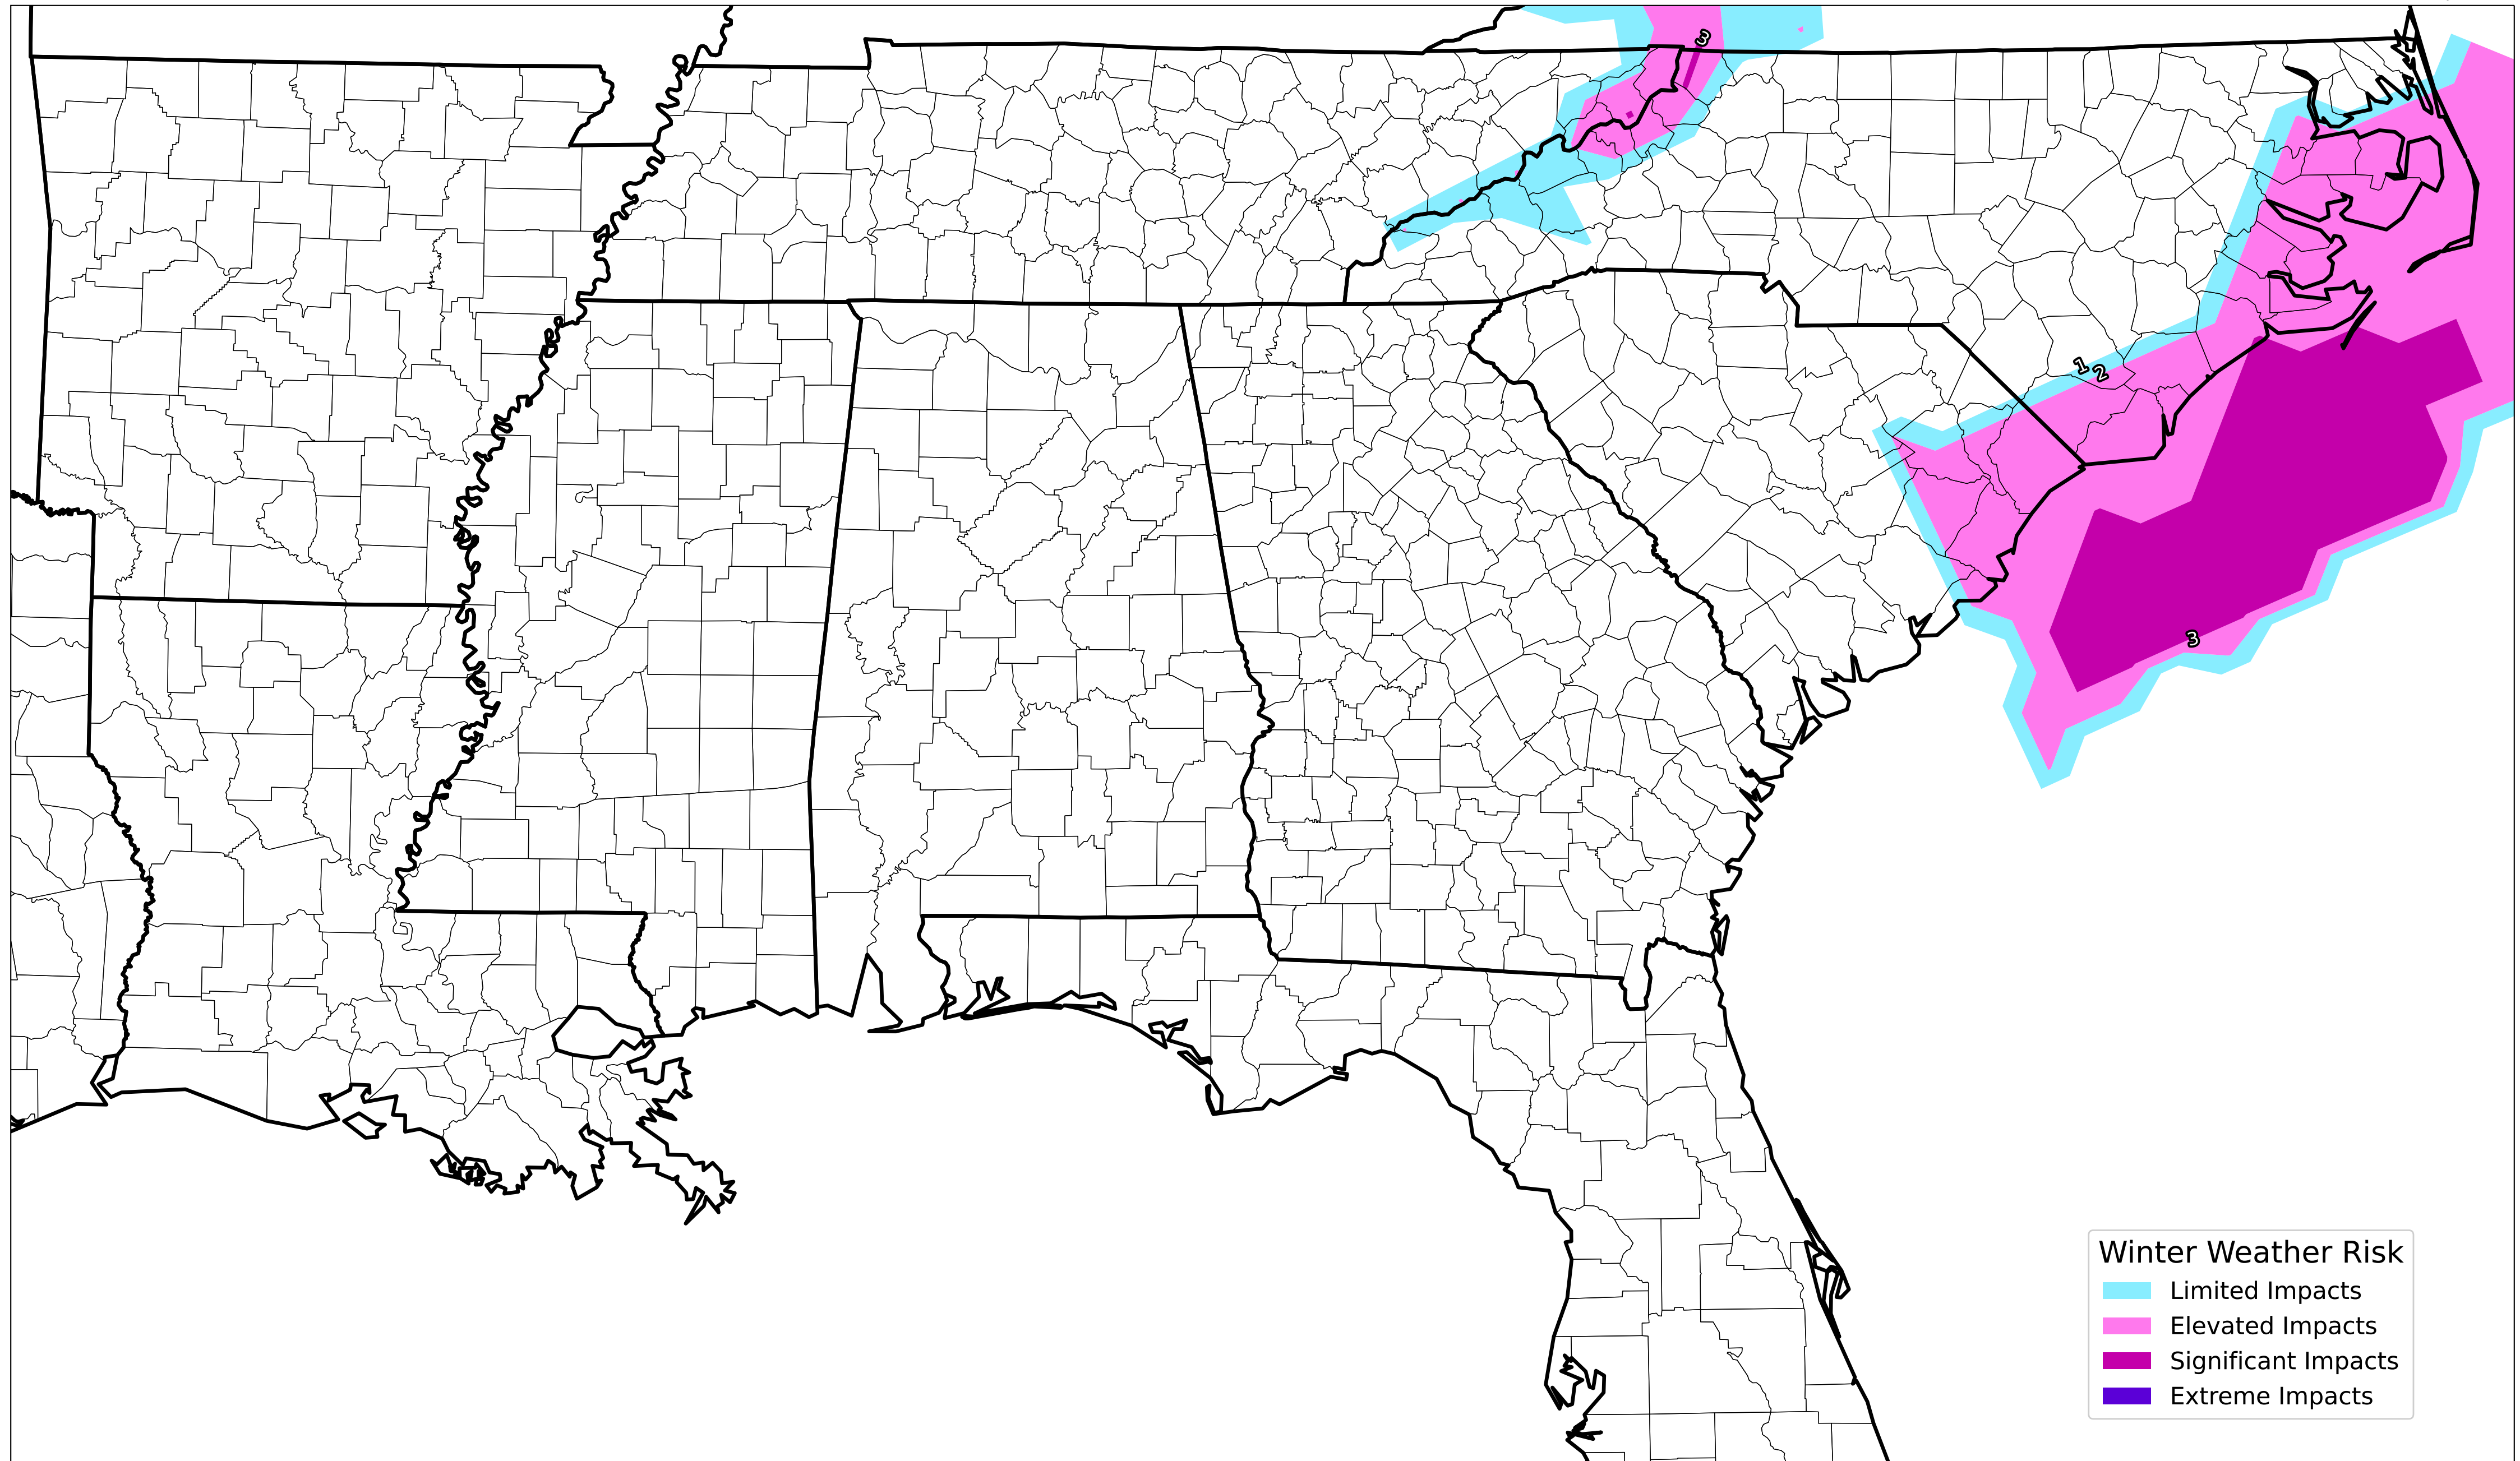 3
1
2
3
Winter Weather Risk
Limited Impacts
Elevated Impacts
Significant Impacts
Extreme Impacts